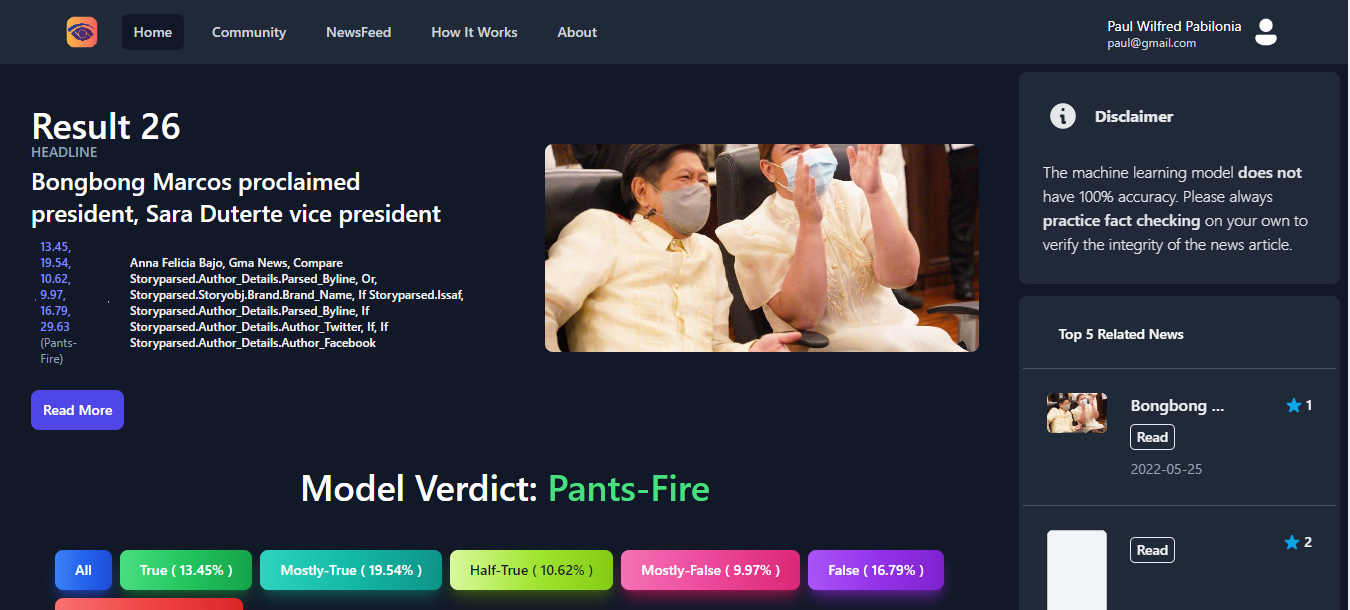 Home
Community
NewsFeed
How It Works
About
Paul Wilfred Pabilonia
paul@gmail.com
Result 26
HEADLINE
Bongbong Marcos proclaimed
president, Sara Duterte vice president
13.45,
19.54,
10.62,
, 9.97,
16.79,
29.63
(Pants-
Fire)
,
Anna Felicia Bajo, Gma News, Compare
Storyparsed.Author_Details.Parsed_Byline, Or,
Storyparsed.Storyobj.Brand.Brand_Name, If Storyparsed.Issaf,
Storyparsed.Author_Details.Parsed_Byline, If
Storyparsed.Author_Details.Author_Twitter, If, If
Storyparsed.Author_Details.Author_Facebook
Read More
Model Verdict: Pants-Fire
All
True ( 13.45% )
Mostly-True ( 19.54% )
Half-True ( 10.62% )
Mostly-False ( 9.97% )
False ( 16.79% )
Disclaimer
The machine learning model does not
have 100% accuracy. Please always
practice fact checking on your own to
verify the integrity of the news article.
Top 5 Related News
Bongbong ...
1
Read
2022-05-25
2
Read